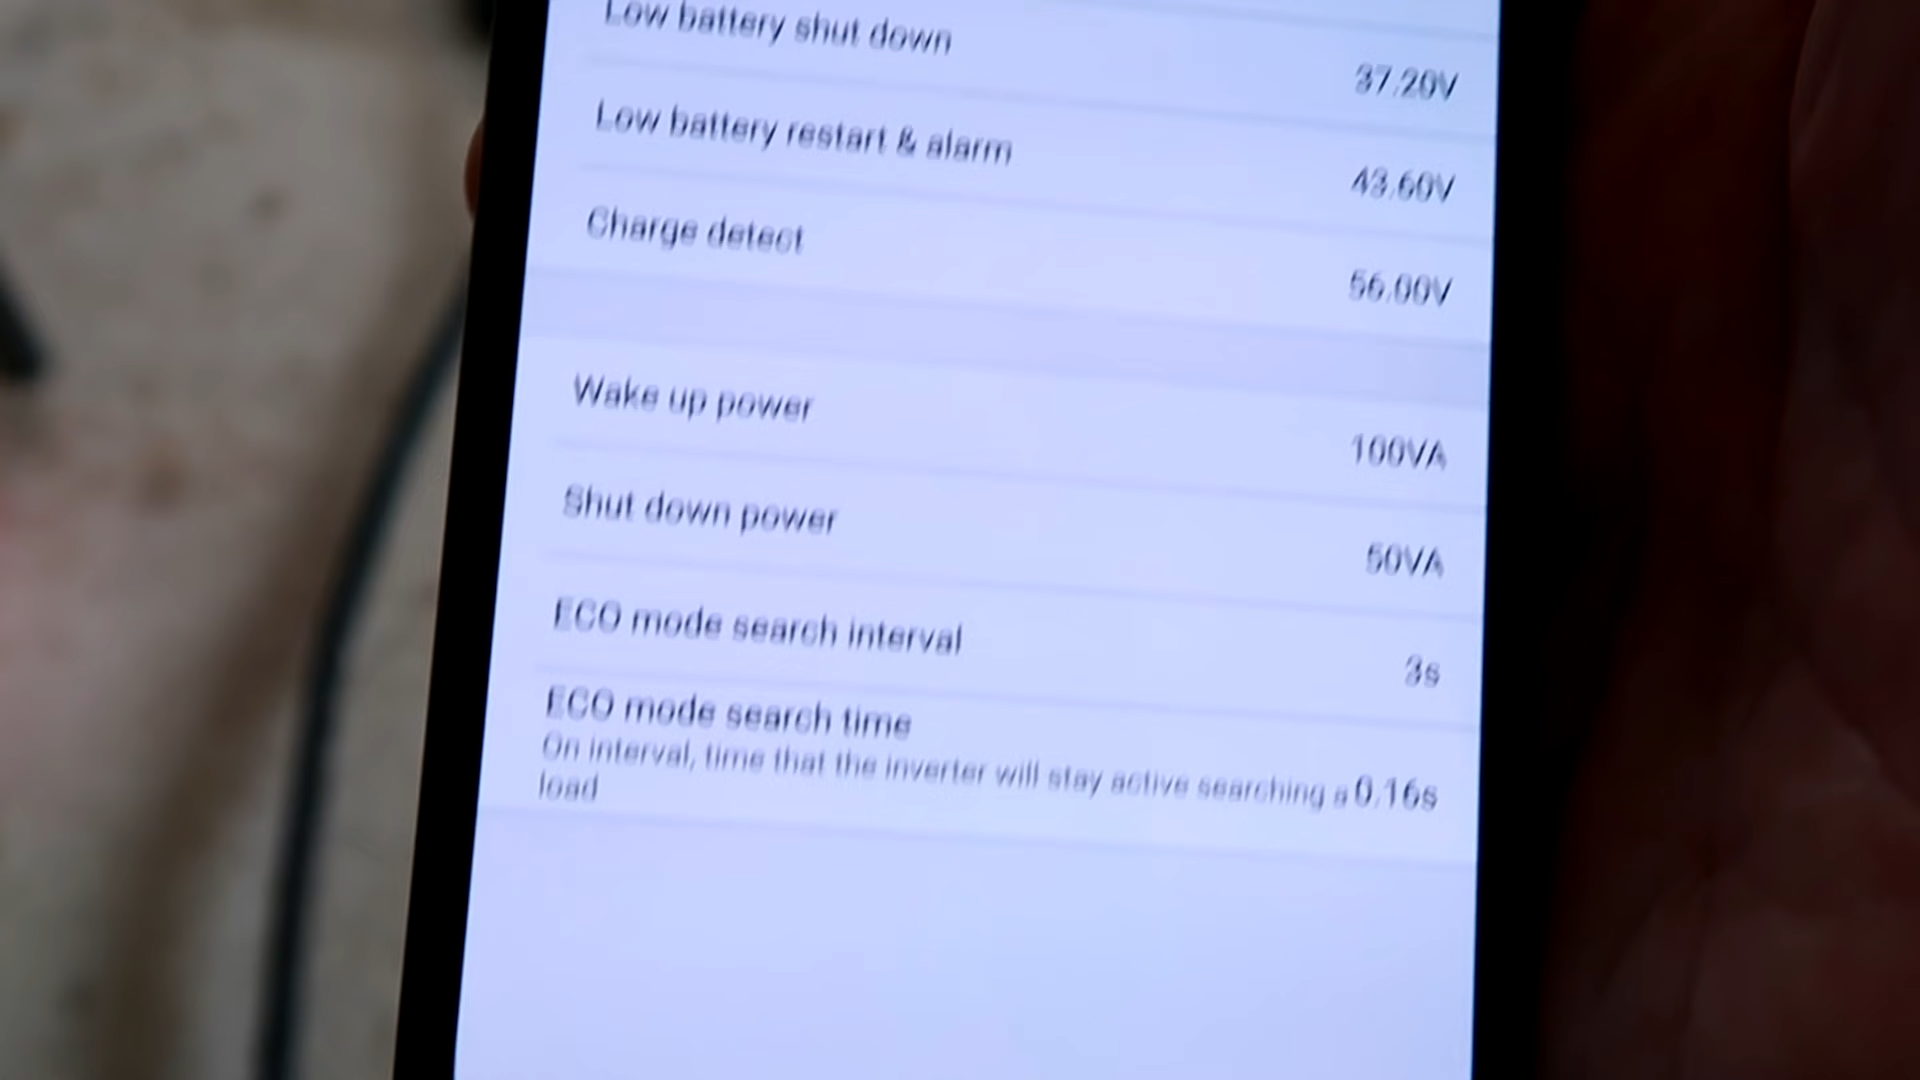 Low battery shut down
37.20V
Low battery restart & alarm
43.60V
Charge detect
56.00V
Wake up power
100VA
Shut down power
50VA
ECO mode search interval
3s
ECO mode search time
On interval, time that the inverter will stay active searching a
load
0.16s